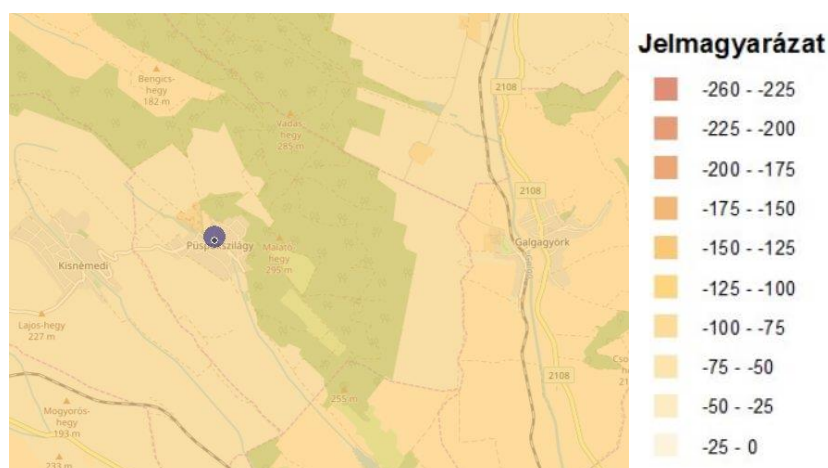 Bengics-
hegy
182 m
2108
Vadas-
hegy
285 m
2108
Püspökszilágy
Malató
hegy
295 m
Galgagyörk
Kisnémedi
Lajos-hegy
227 m
2108
255 m
Mogyorós-
hegy
193 m
233 m
Jelmagyarázat
-260 - -225
-225 - -200
-200 - -175
-175 - -150
-150 - -125
-125 - -100
-100 - -75
-75 - -50
-50 - -25
-25 - 0